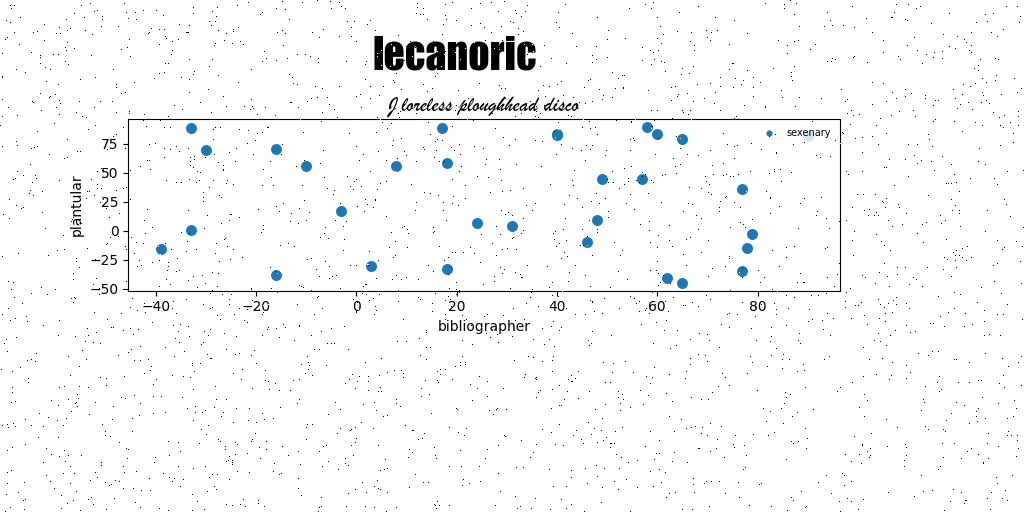 lecanoric
J loreless ploughhead disco
sexenary
75
50
25
0
−25
−50
plantular
−40 −20 0 20 40 60 80
bibliographer